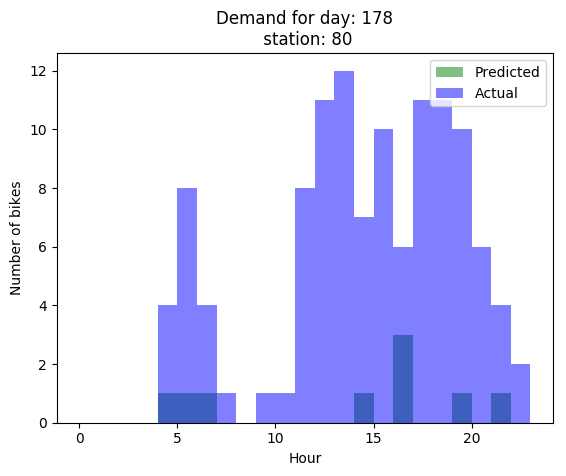 Demand for day: 178
station: 80
Predicted
Actual
Number of bikes
12
10
8
6
4
2
0
0 5 10 15 20
Hour